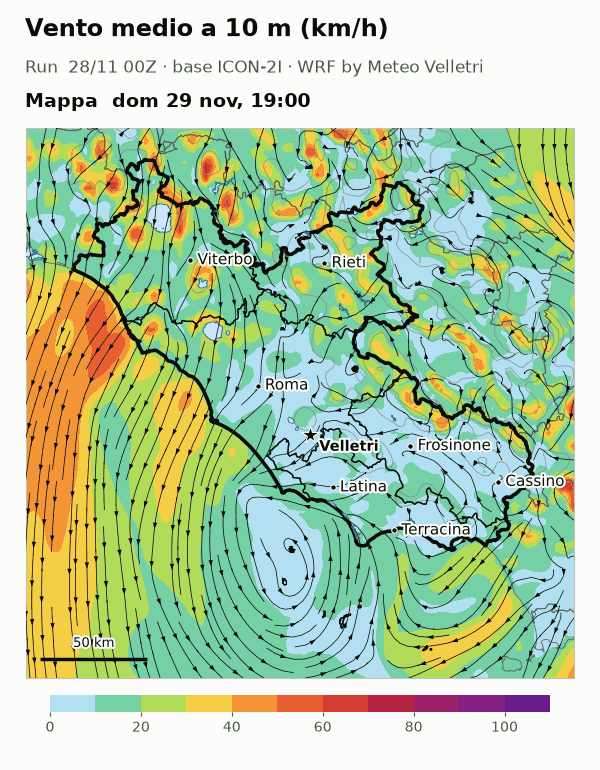 Vento medio a 10 m (km/h)
Run 28/11 00Z · base ICON-2I · WRF by Meteo Velletri
Mappa dom 29 nov, 19:00
Viterbo
Rieti
Roma
Velletri
Frosinone
Latina
Cassino
Terracina
50 km
0 20 40 60 80 100